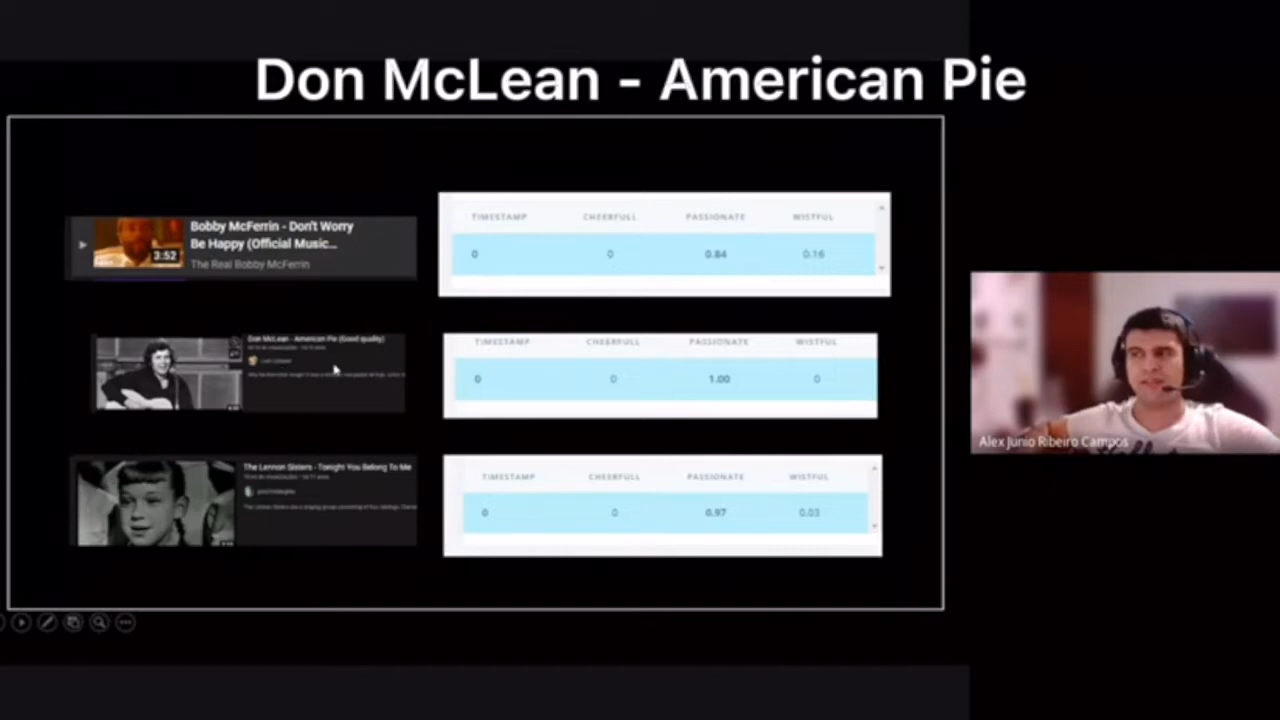 Don McLean - American Pie
Bobby McFerrin - Don't Worry
Be Happy (Official Music...
3:52
The Real Bobby McFerrin
TIMESTAMP CHEERFULL PASSIONATE WISTFUL
0 0 0.84 0.16
Don McLean - American Pie (Good quality)
TIMESTAMP CHEERFULL PASSIONATE WISTFUL
0 0 1.00 0
The Lennon Sisters - Tonight You Belong To Me
TIMESTAMP CHEERFULL PASSIONATE WISTFUL
0 0 0.97 0.03
Alex Junio Ribeiro Campos